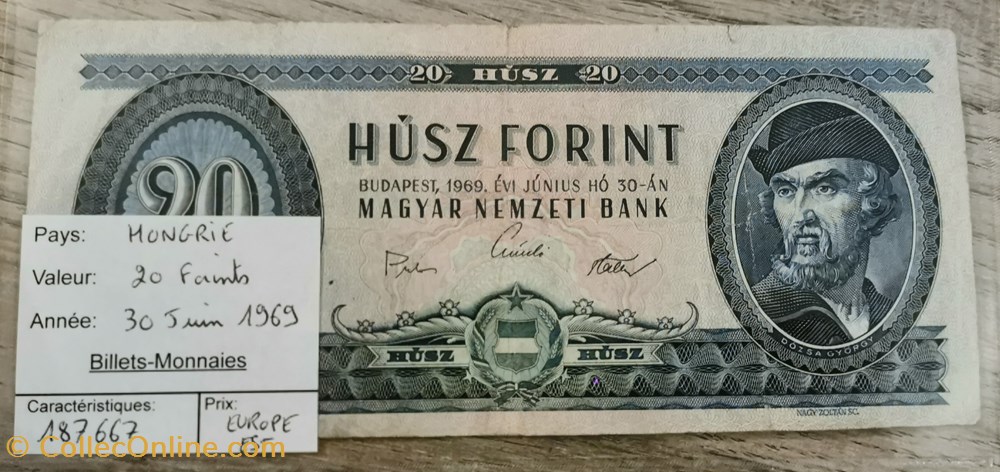 20 HÚSZ 20
HÚSZ FORINT
BUDAPEST, 1969. ÉVI JÚNIUS HÓ 30-ÁN
MAGYAR NEMZETI BANK
20
HÚSZ HÚSZ
DÓZSA GYÖRGY
NAGY ZOLTÁN SC.
Pays: HONGRIE
Valeur: 20 Forints
Année: 30 Juin 1969
Billets-Monnaies
Caractéristiques: Prix:
187667 EUROPE
EST
© CollecOnline.com